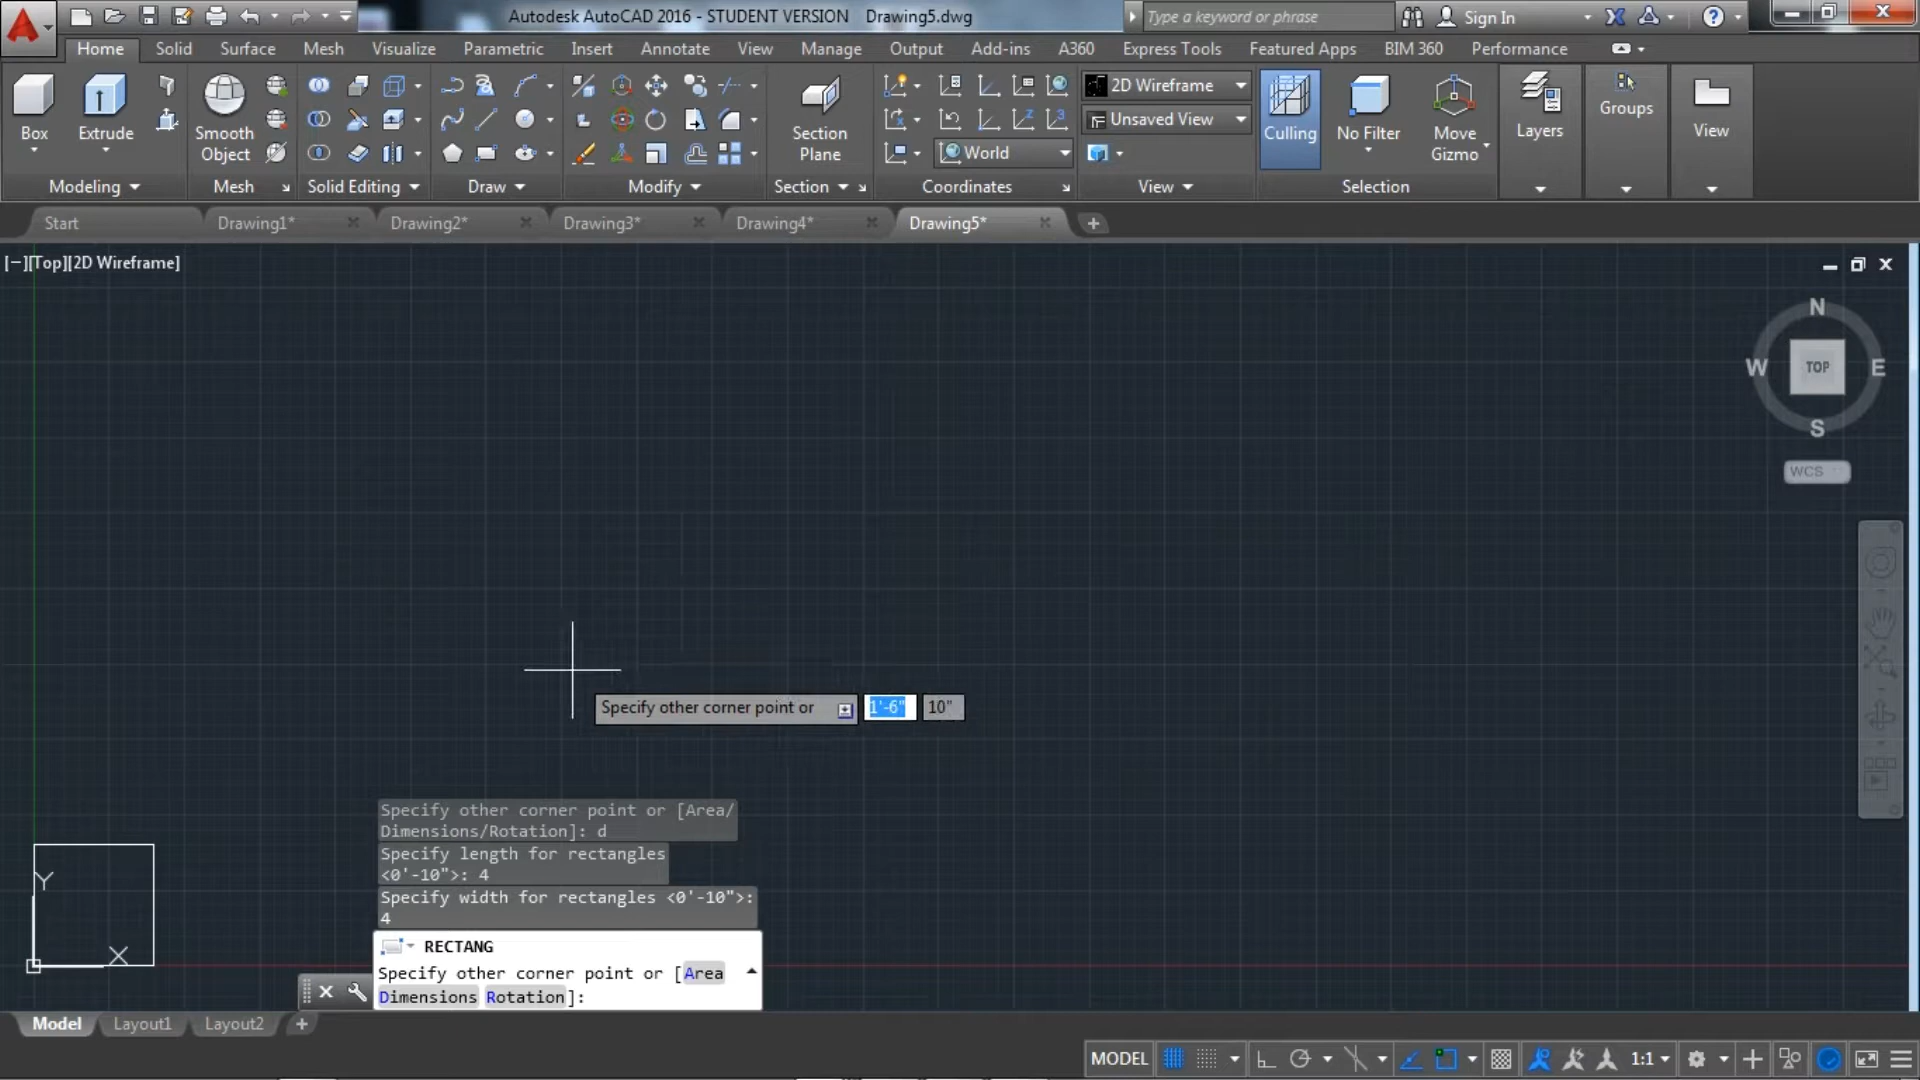 Autodesk AutoCAD 2016 - STUDENT VERSION Drawing5.dwg
Type a keyword or phrase
Sign In
Home Solid Surface Mesh Visualize Parametric Insert Annotate View Manage Output Add-ins A360 Express Tools Featured Apps BIM 360 Performance
2D Wireframe
Unsaved View
World
Box
Extrude
Smooth
Object
Section
Plane
Culling
No Filter
Move
Gizmo
Layers
Groups
View
Modeling Mesh Solid Editing Draw Modify Section Coordinates View Selection
Start Drawing1* Drawing2* Drawing3* Drawing4* Drawing5*
[−][Top][2D Wireframe]
N
W TOP E
S
WCS
Specify other corner point or 1'-6" 10"
Specify other corner point or [Area/
Dimensions/Rotation]: d
Specify length for rectangles
<0'-10">: 4
Specify width for rectangles <0'-10">:
4
RECTANG
Specify other corner point or [Area
Dimensions Rotation]:
Y
X
Model Layout1 Layout2
MODEL 1:1